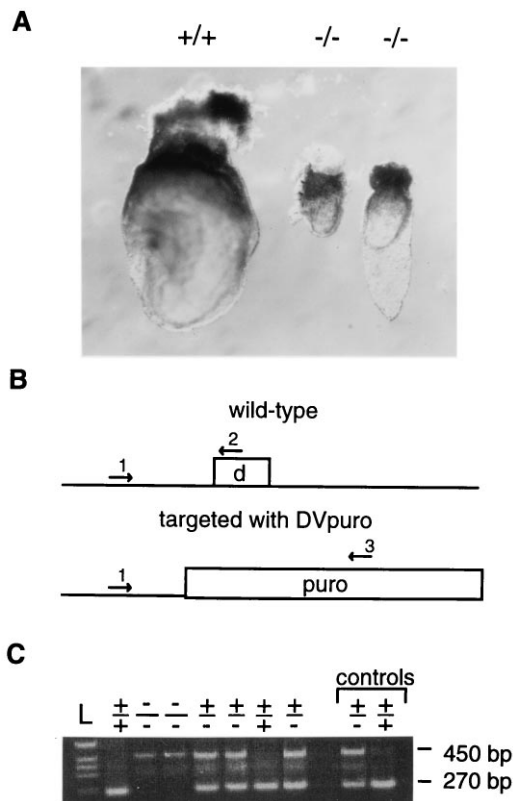 A
+/+ -/- -/-
B
wild-type
1 2
d
targeted with DVpuro
1 3
puro
C
controls
L +/+ -/- -/- +/- +/- +/+ +/- +/- +/+
450 bp
270 bp